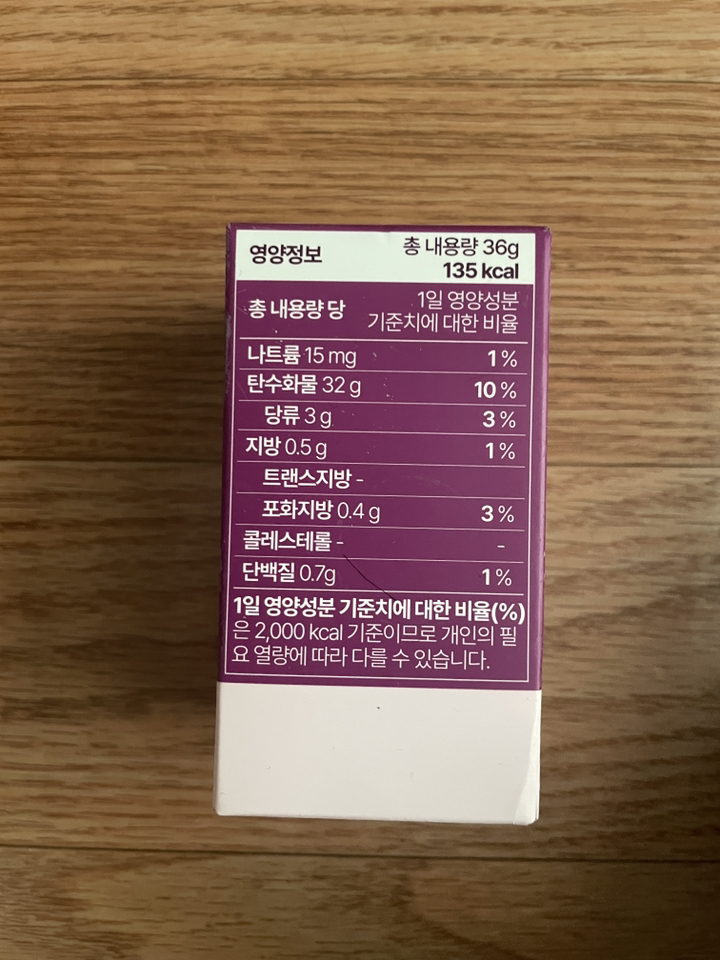 영양정보 총 내용량 36g
135 kcal
총 내용량 당 1일 영양성분
기준치에 대한 비율
나트륨 15 mg 1 %
탄수화물 32 g 10 %
당류 3 g 3 %
지방 0.5 g 1 %
트랜스지방 -
포화지방 0.4 g 3 %
콜레스테롤 - -
단백질 0.7g 1 %
1일 영양성분 기준치에 대한 비율(%)
은 2,000 kcal 기준이므로 개인의 필
요 열량에 따라 다를 수 있습니다.